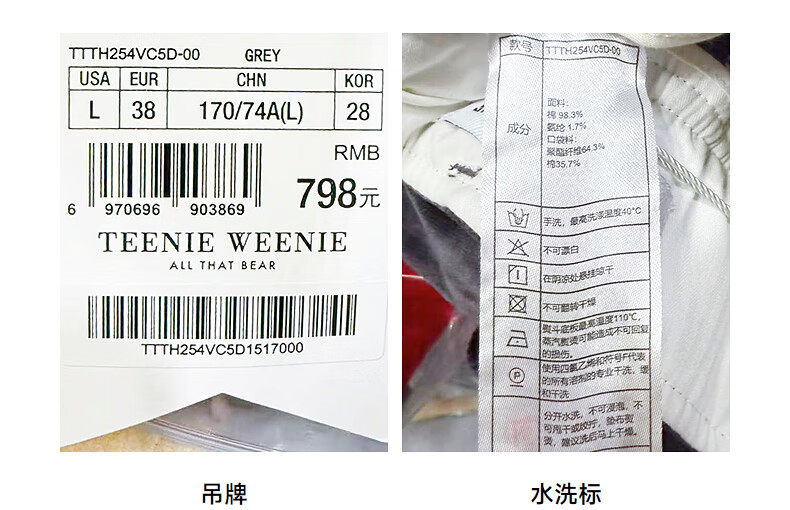 TTTH254VC5D-00 GREY
USA EUR CHN KOR
L 38 170/74A(L) 28
RMB
798元
6 970696 903869
TEENIE WEENIE
ALL THAT BEAR
TTTH254VC5D1517000
吊牌
款号 TTTH254VC5D-00
成分
面料:
棉 98.3%
氨纶 1.7%
口袋料:
聚酯纤维64.3%
棉35.7%
手洗，最高洗涤温度40°C
不可漂白
在阴凉处悬挂晾干
不可翻转干燥
熨斗底板最高温度110°C，
蒸汽熨烫可能造成不可回复
的损伤。
P
使用四氯乙烯和符号F代表
的所有溶剂的专业干洗，缓
和干洗
分开水洗，不可浸泡，不
可甩干或绞拧，垫布熨
烫，建议洗后马上干燥。
水洗标